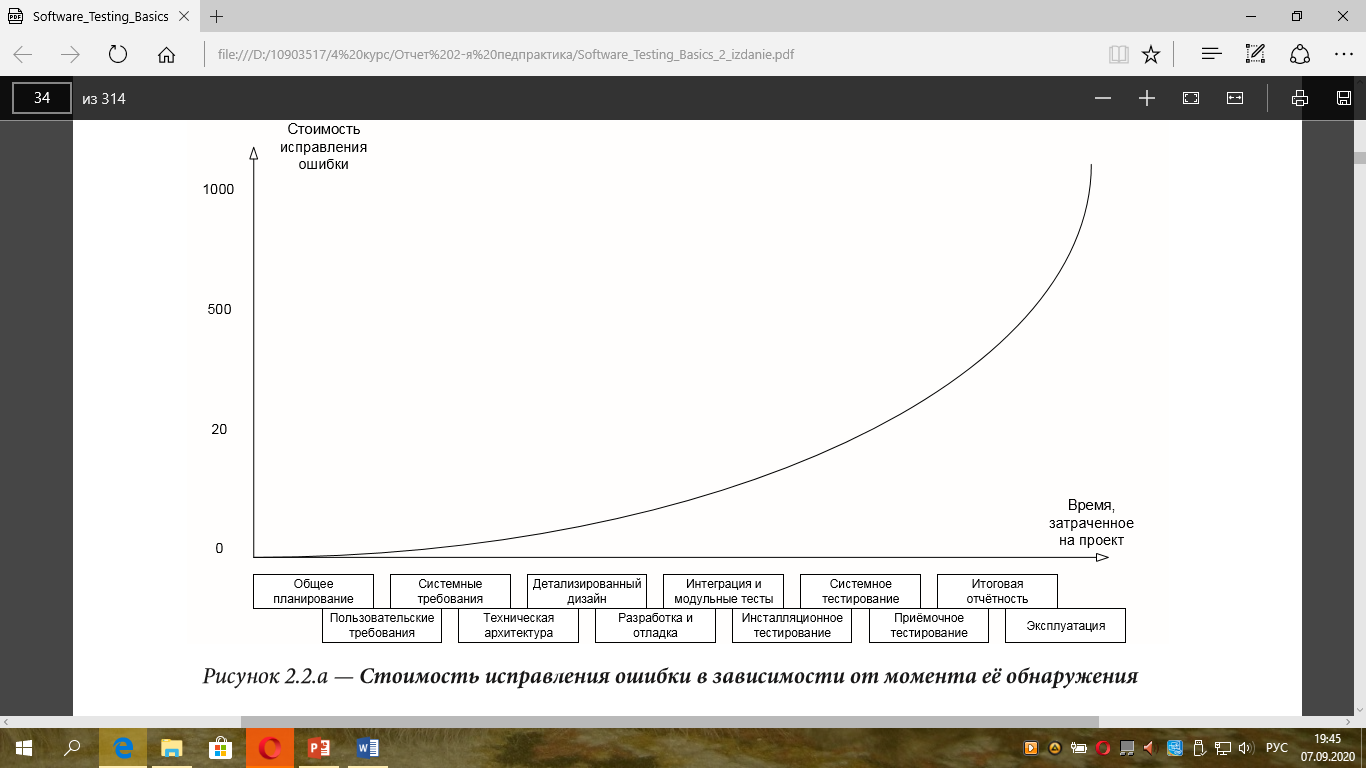 Software_Testing_Basics
file:///D:/10903517/4%20курс/Отчет%202-я%20педпрактика/Software_Testing_Basics_2_izdanie.pdf
34 из 314
Стоимость
исправления
ошибки
1000
500
20
0
Время,
затраченное
на проект
Общее
планирование
Системные
требования
Детализированный
дизайн
Интеграция и
модульные тесты
Системное
тестирование
Итоговая
отчётность
Пользовательские
требования
Техническая
архитектура
Разработка и
отладка
Инсталляционное
тестирование
Приёмочное
тестирование
Эксплуатация
Рисунок 2.2.a — Стоимость исправления ошибки в зависимости от момента её обнаружения
РУС
19:45
07.09.2020